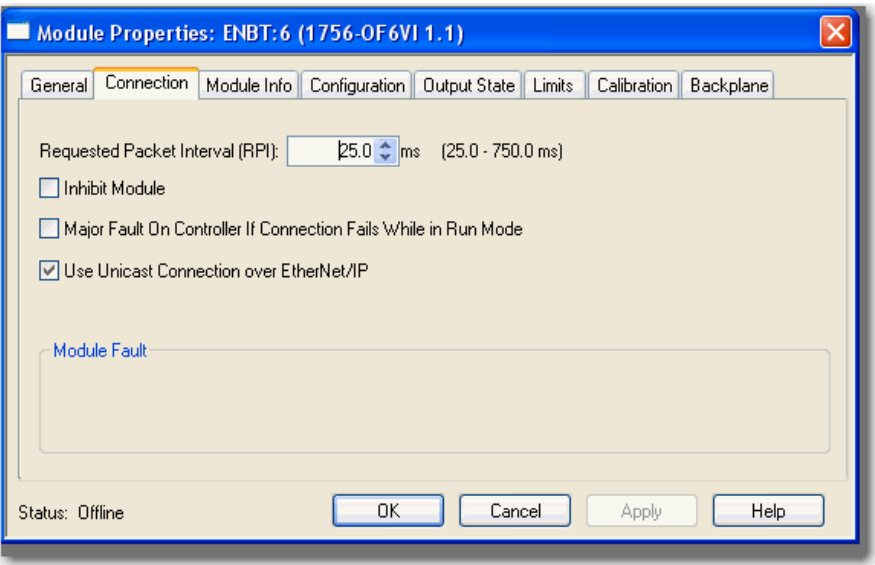 Module Properties: ENBT:6 (1756-OF6VI 1.1)
General Connection Module Info Configuration Output State Limits Calibration Backplane
Requested Packet Interval (RPI): 25.0 ms (25.0 - 750.0 ms)
Inhibit Module
Major Fault On Controller If Connection Fails While in Run Mode
Use Unicast Connection over EtherNet/IP
Module Fault
Status: Offline OK Cancel Apply Help